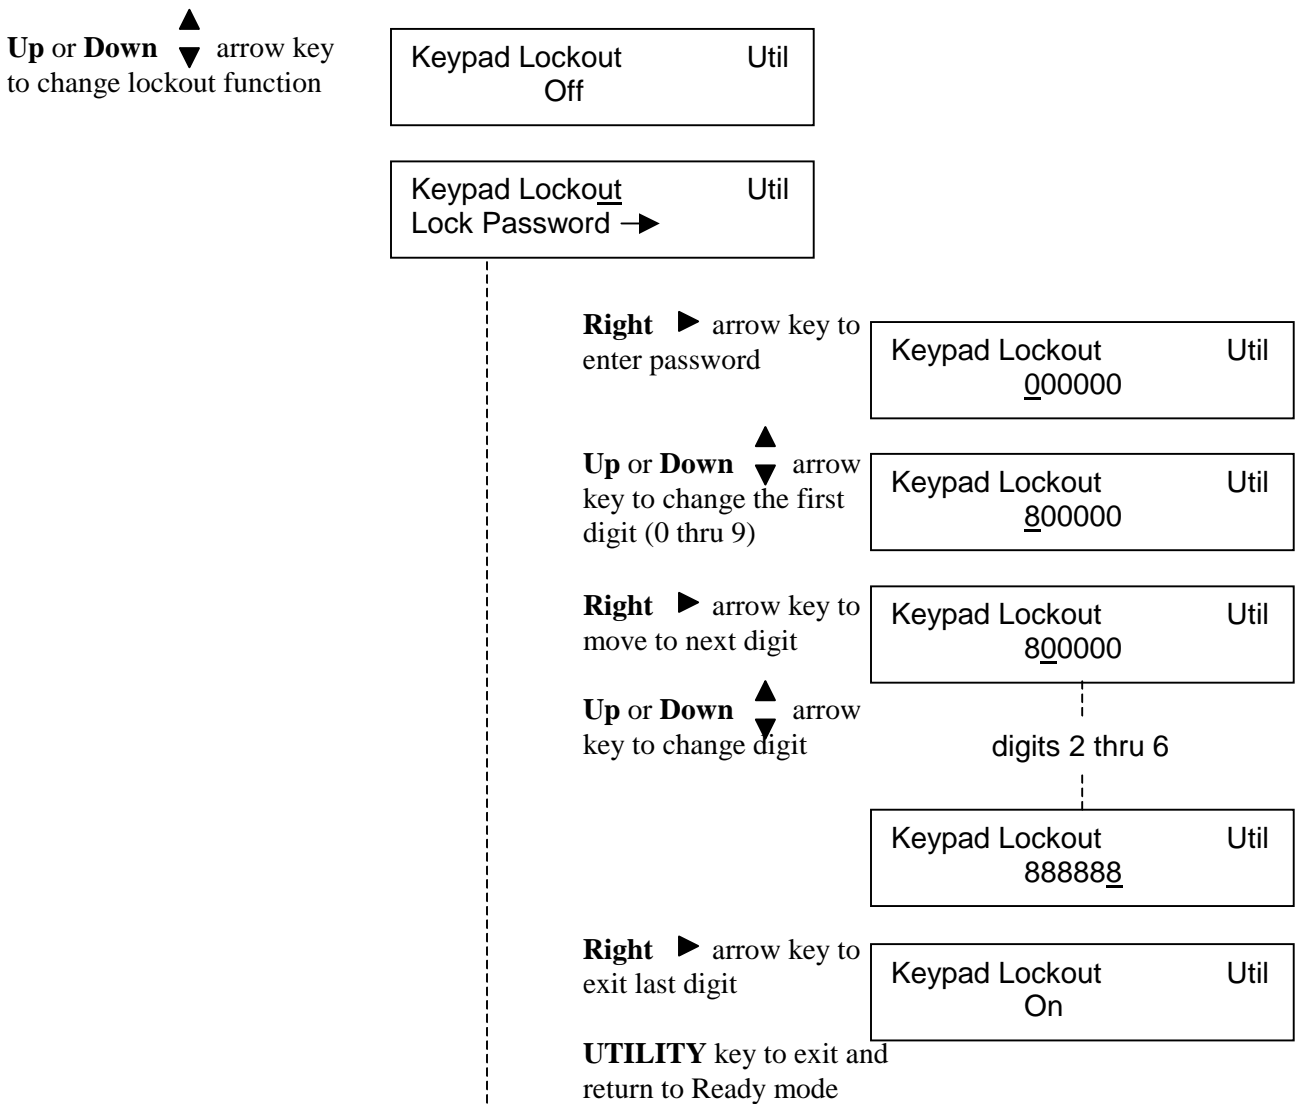 Up or Down ▲▼ arrow key
to change lockout function
Keypad Lockout Util
Off
Keypad Lockout Util
Lock Password →
Right ► arrow key to
enter password
Keypad Lockout Util
000000
Up or Down ▲▼ arrow
key to change the first
digit (0 thru 9)
Keypad Lockout Util
800000
Right ► arrow key to
move to next digit
Keypad Lockout Util
800000
Up or Down ▲▼ arrow
key to change digit
digits 2 thru 6
Keypad Lockout Util
888888
Right ► arrow key to
exit last digit
Keypad Lockout Util
On
UTILITY key to exit and
return to Ready mode